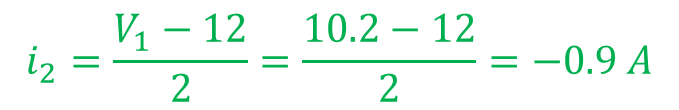 i₂ = (V₁ − 12)/2 = (10.2 − 12)/2 = −0.9 A